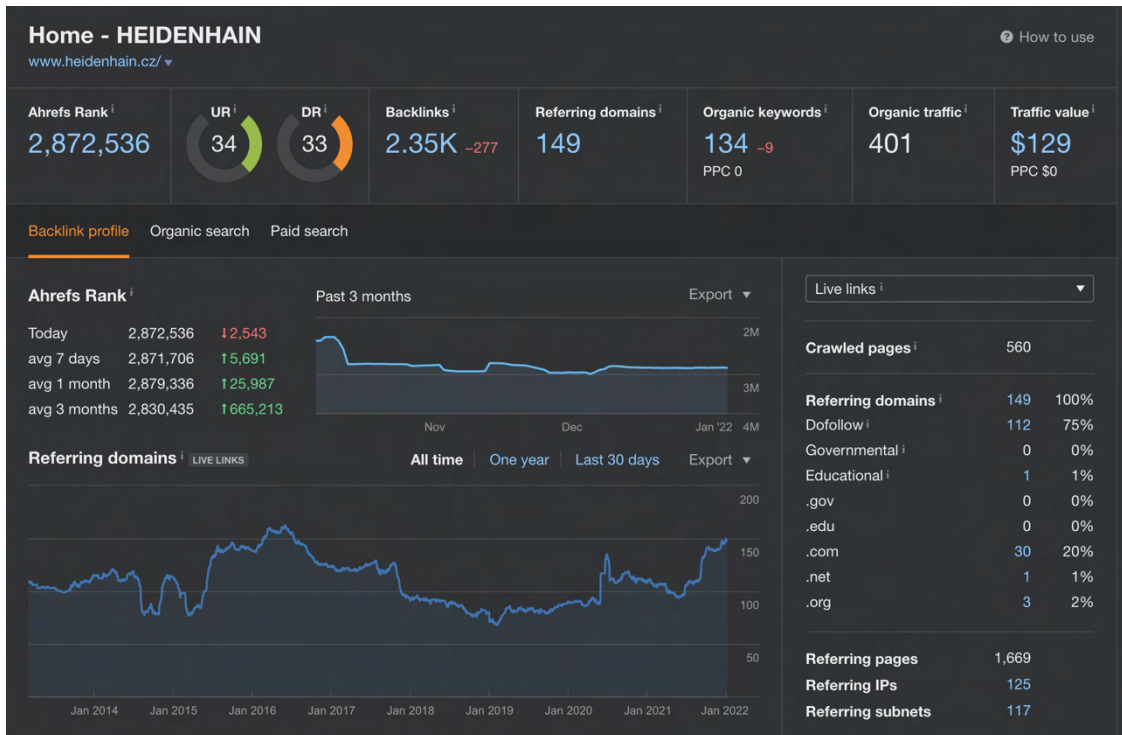 Home - HEIDENHAIN
How to use
www.heidenhain.cz/
Ahrefs Rank
2,872,536
UR
34
DR
33
Backlinks
2.35K -277
Referring domains
149
Organic keywords
134 -9
PPC 0
Organic traffic
401
Traffic value
$129
PPC $0
Backlink profile Organic search Paid search
Ahrefs Rank
Today 2,872,536 ↓2,543
avg 7 days 2,871,706 ↑5,691
avg 1 month 2,879,336 ↑25,987
avg 3 months 2,830,435 ↑665,213
Past 3 months Export
2M
3M
4M
Nov Dec Jan '22
Referring domains LIVE LINKS All time One year Last 30 days Export
200
150
100
50
Jan 2014 Jan 2015 Jan 2016 Jan 2017 Jan 2018 Jan 2019 Jan 2020 Jan 2021 Jan 2022
Live links
Crawled pages 560
Referring domains 149 100%
Dofollow 112 75%
Governmental 0 0%
Educational 1 1%
.gov 0 0%
.edu 0 0%
.com 30 20%
.net 1 1%
.org 3 2%
Referring pages 1,669
Referring IPs 125
Referring subnets 117